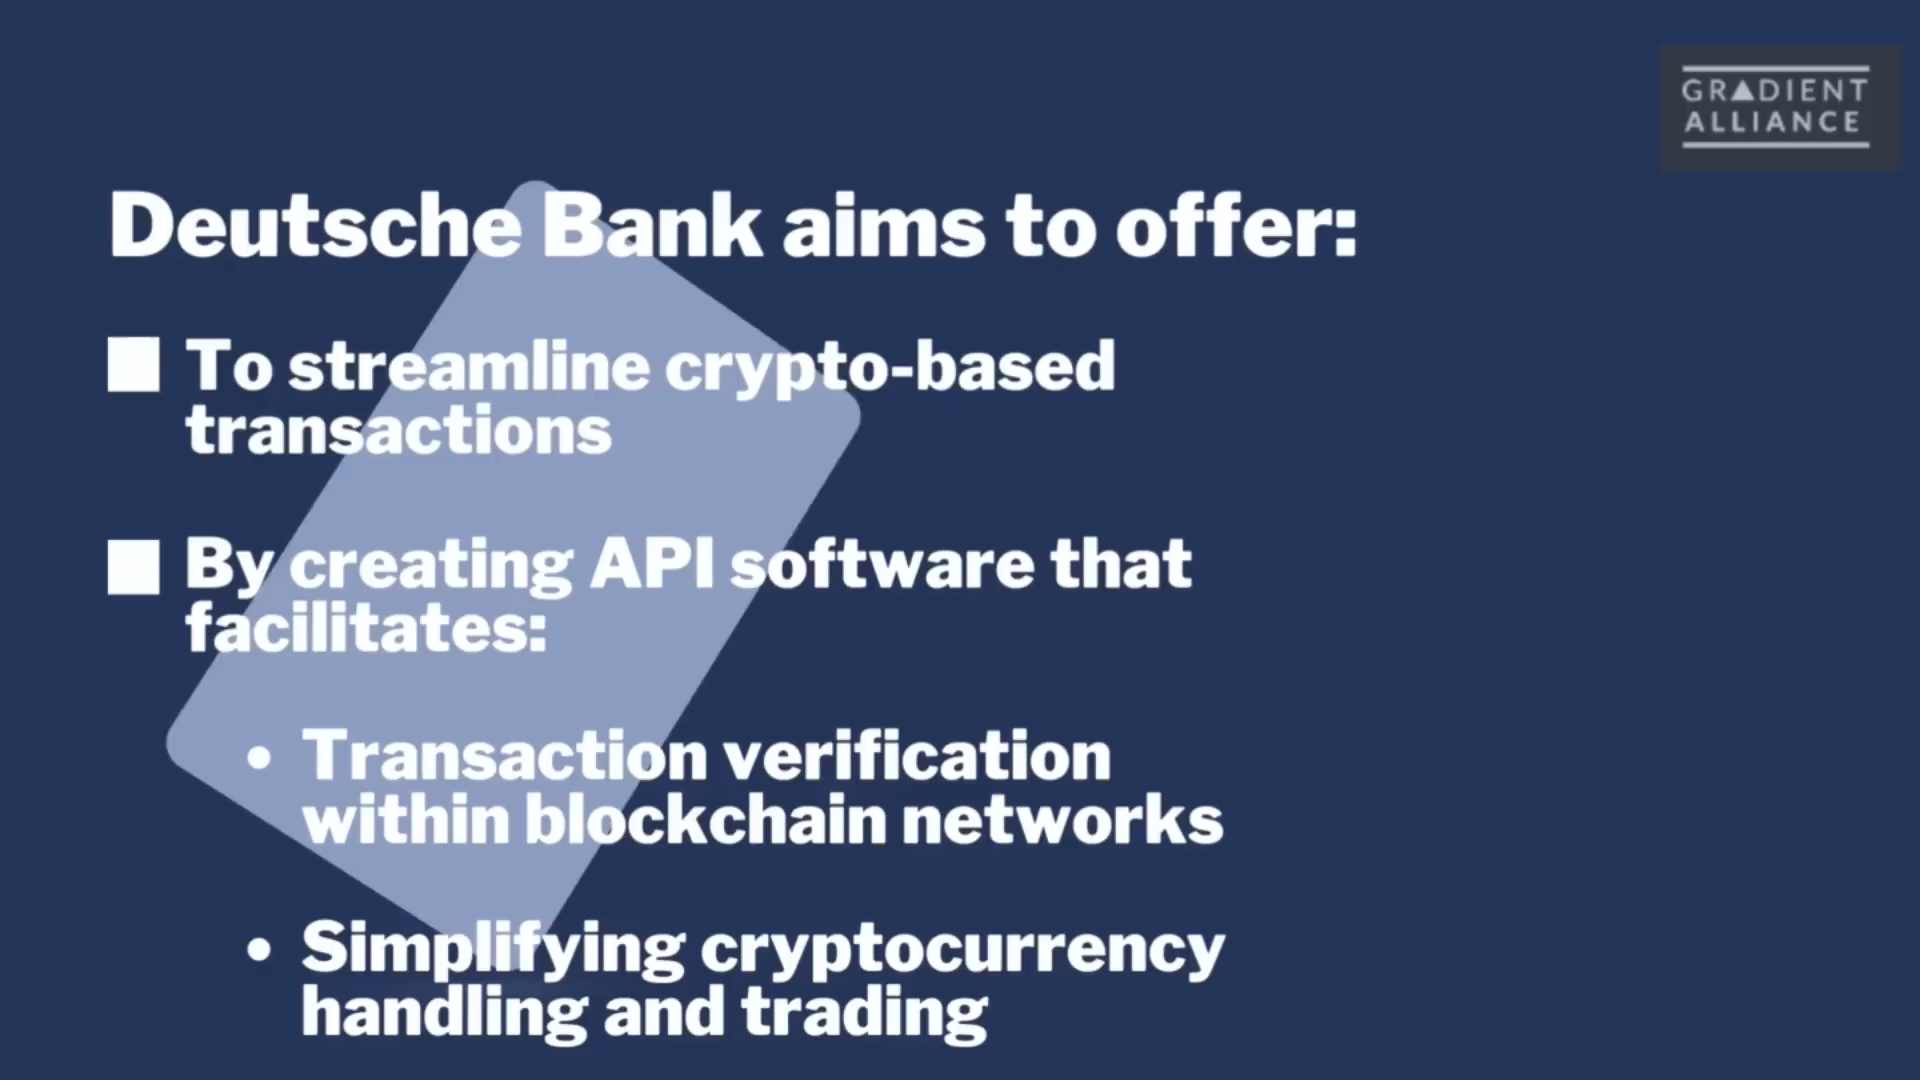 GRADIENT
ALLIANCE
Deutsche Bank aims to offer:
To streamline crypto-based
transactions
By creating API software that
facilitates:
• Transaction verification
within blockchain networks
• Simplifying cryptocurrency
handling and trading